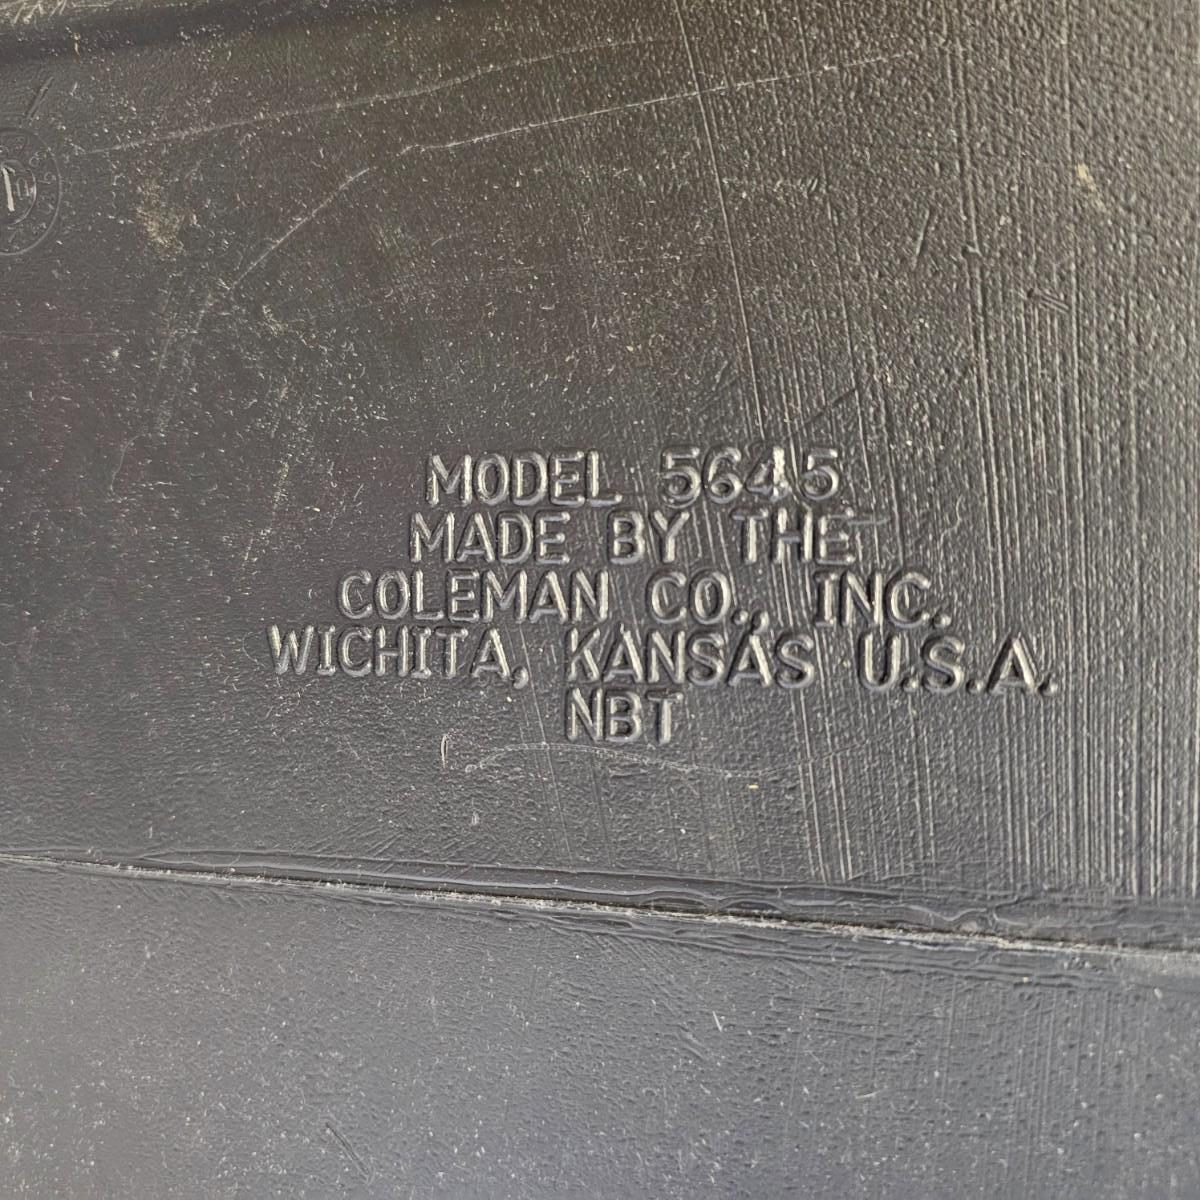 MODEL 5645
MADE BY THE
COLEMAN CO., INC.
WICHITA, KANSAS U.S.A.
NBT